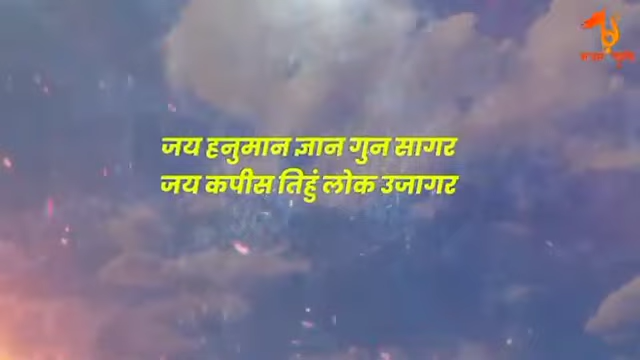 जय हनुमान ज्ञान गुन सागर
जय कपीस तिहुं लोक उजागर